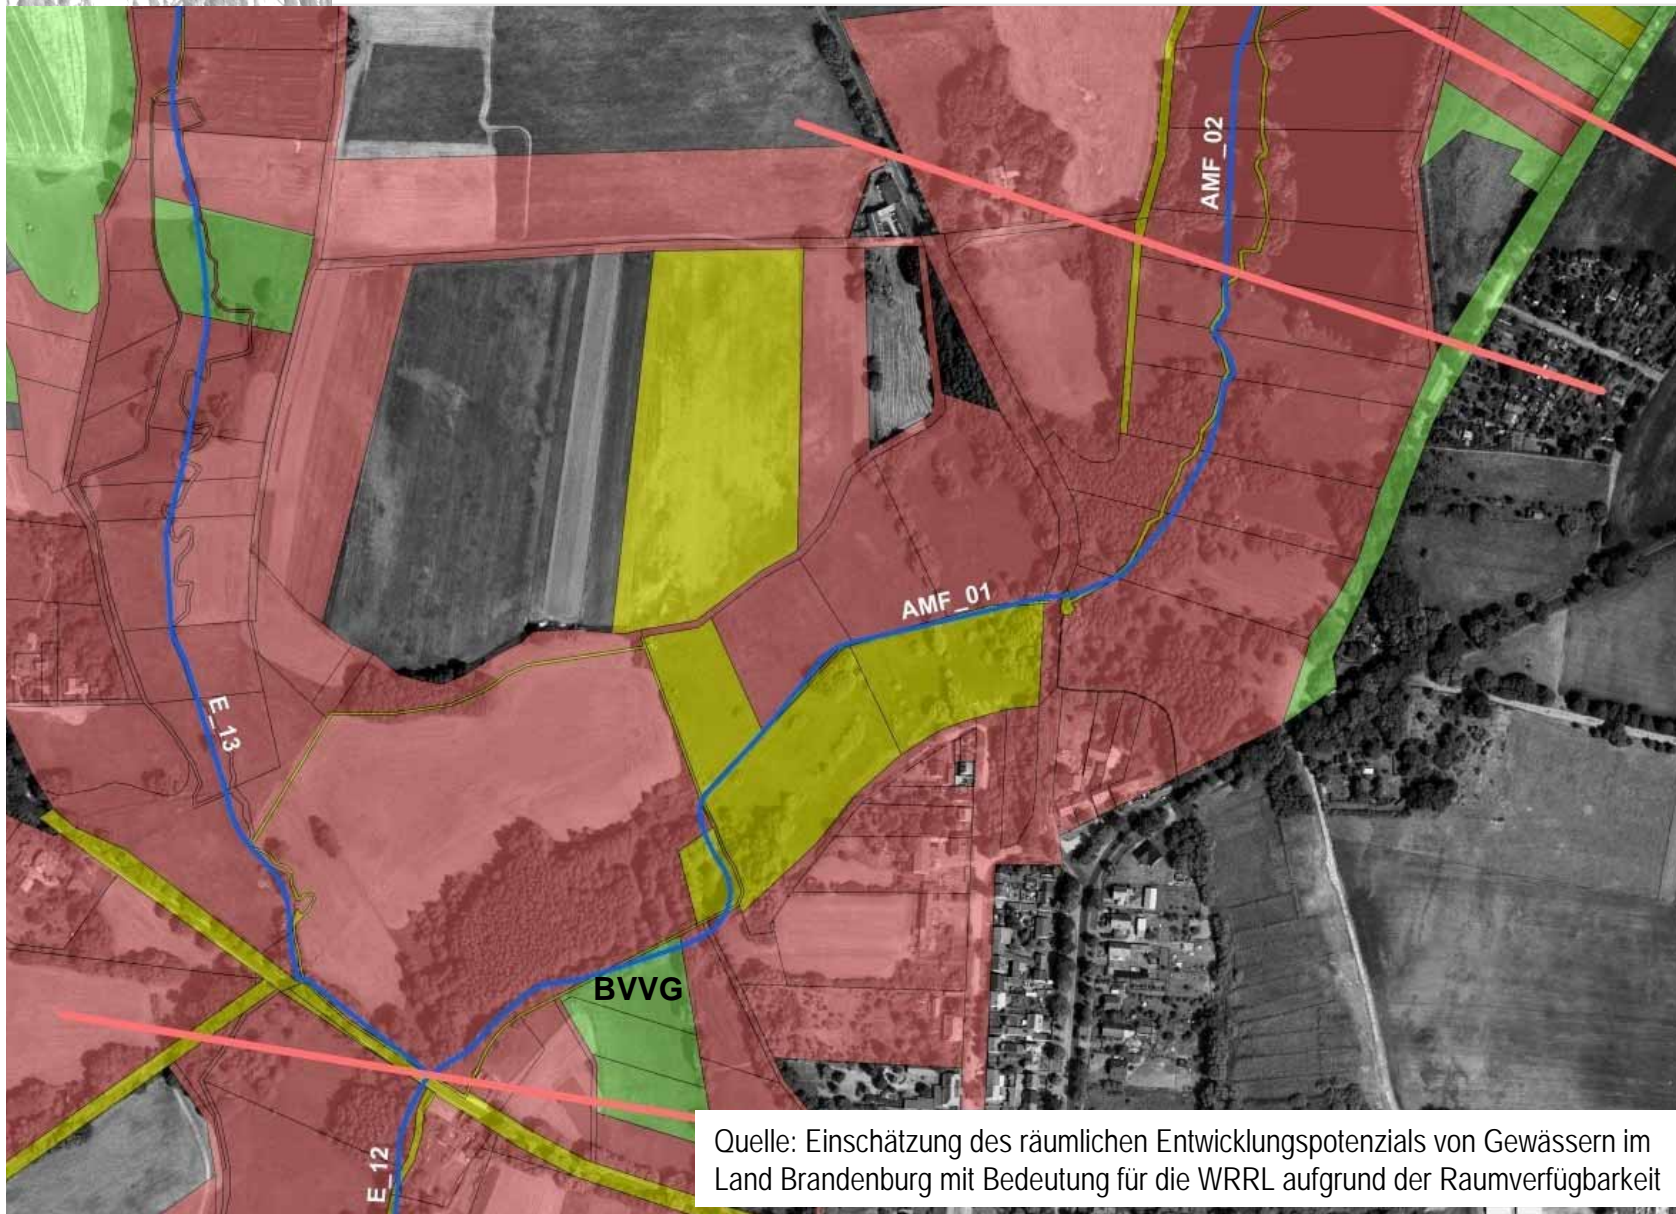 AMF_02
AMF_01
E_13
BVVG
E_12
Quelle: Einschätzung des räumlichen Entwicklungspotenzials von Gewässern im
Land Brandenburg mit Bedeutung für die WRRL aufgrund der Raumverfügbarkeit